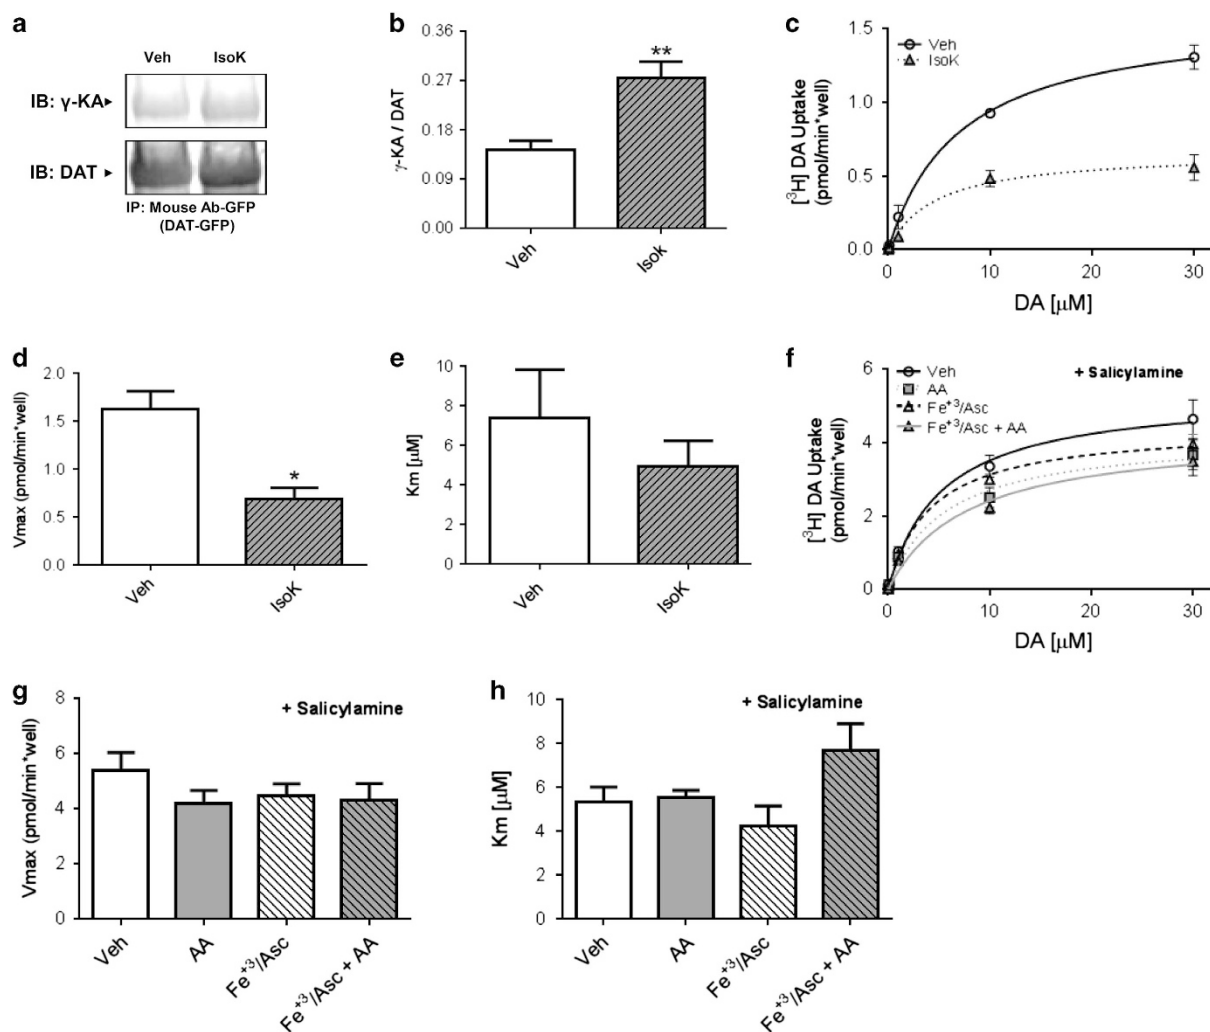 a
Veh IsoK
IB: γ-KA▸
IB: DAT ▸
IP: Mouse Ab-GFP
(DAT-GFP)
b
γ-KA / DAT
0.36
0.27
0.18
0.09
0.00
**
Veh
Isok
c
[³H] DA Uptake
(pmol/min*well)
1.5
1.0
0.5
0.0
Veh
IsoK
0 10 20 30
DA [μM]
d
Vmax (pmol/min*well)
2.0
1.5
1.0
0.5
0.0
*
Veh
IsoK
e
Km [μM]
10
8
6
4
2
0
Veh
IsoK
f
[³H] DA Uptake
(pmol/min*well)
6
4
2
0
Veh
AA
Fe⁺³/Asc
Fe⁺³/Asc + AA
+ Salicylamine
0 10 20 30
DA [μM]
g
Vmax (pmol/min*well)
8
6
4
2
0
+ Salicylamine
Veh
AA
Fe⁺³/Asc
Fe⁺³/Asc + AA
h
Km [μM]
10
8
6
4
2
0
+ Salicylamine
Veh
AA
Fe⁺³/Asc
Fe⁺³/Asc + AA